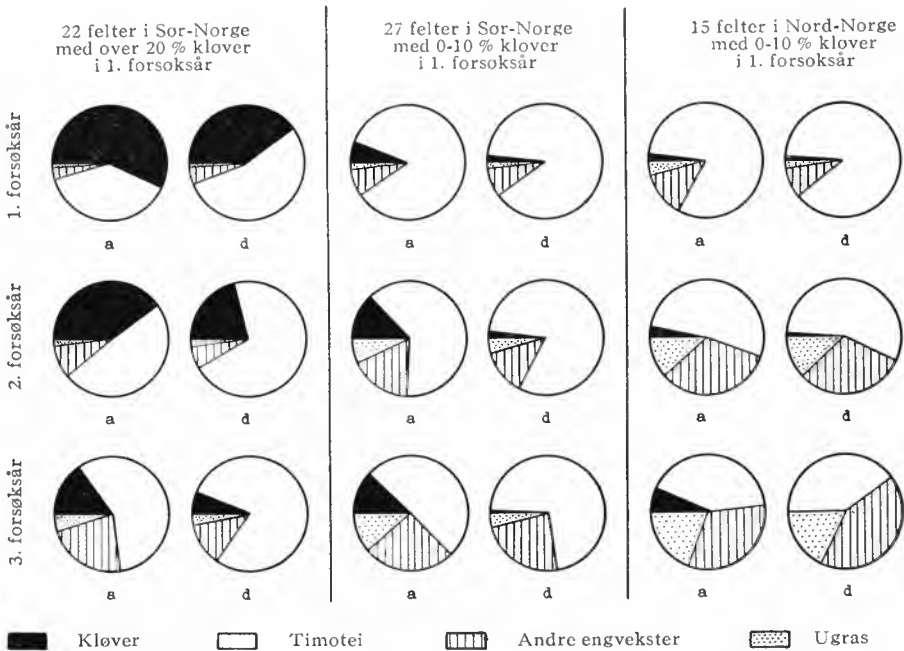 22 felter i Sør-Norge
med over 20 % kløver
i 1. forsøksår
27 felter i Sør-Norge
med 0-10 % kløver
i 1. forsøksår
15 felter i Nord-Norge
med 0-10 % kløver
i 1. forsøksår
1. forsøksår
a
d
a
d
a
d
2. forsøksår
a
d
a
d
a
d
3. forsøksår
a
d
a
d
a
d
Kløver
Timotei
Andre engvekster
Ugras